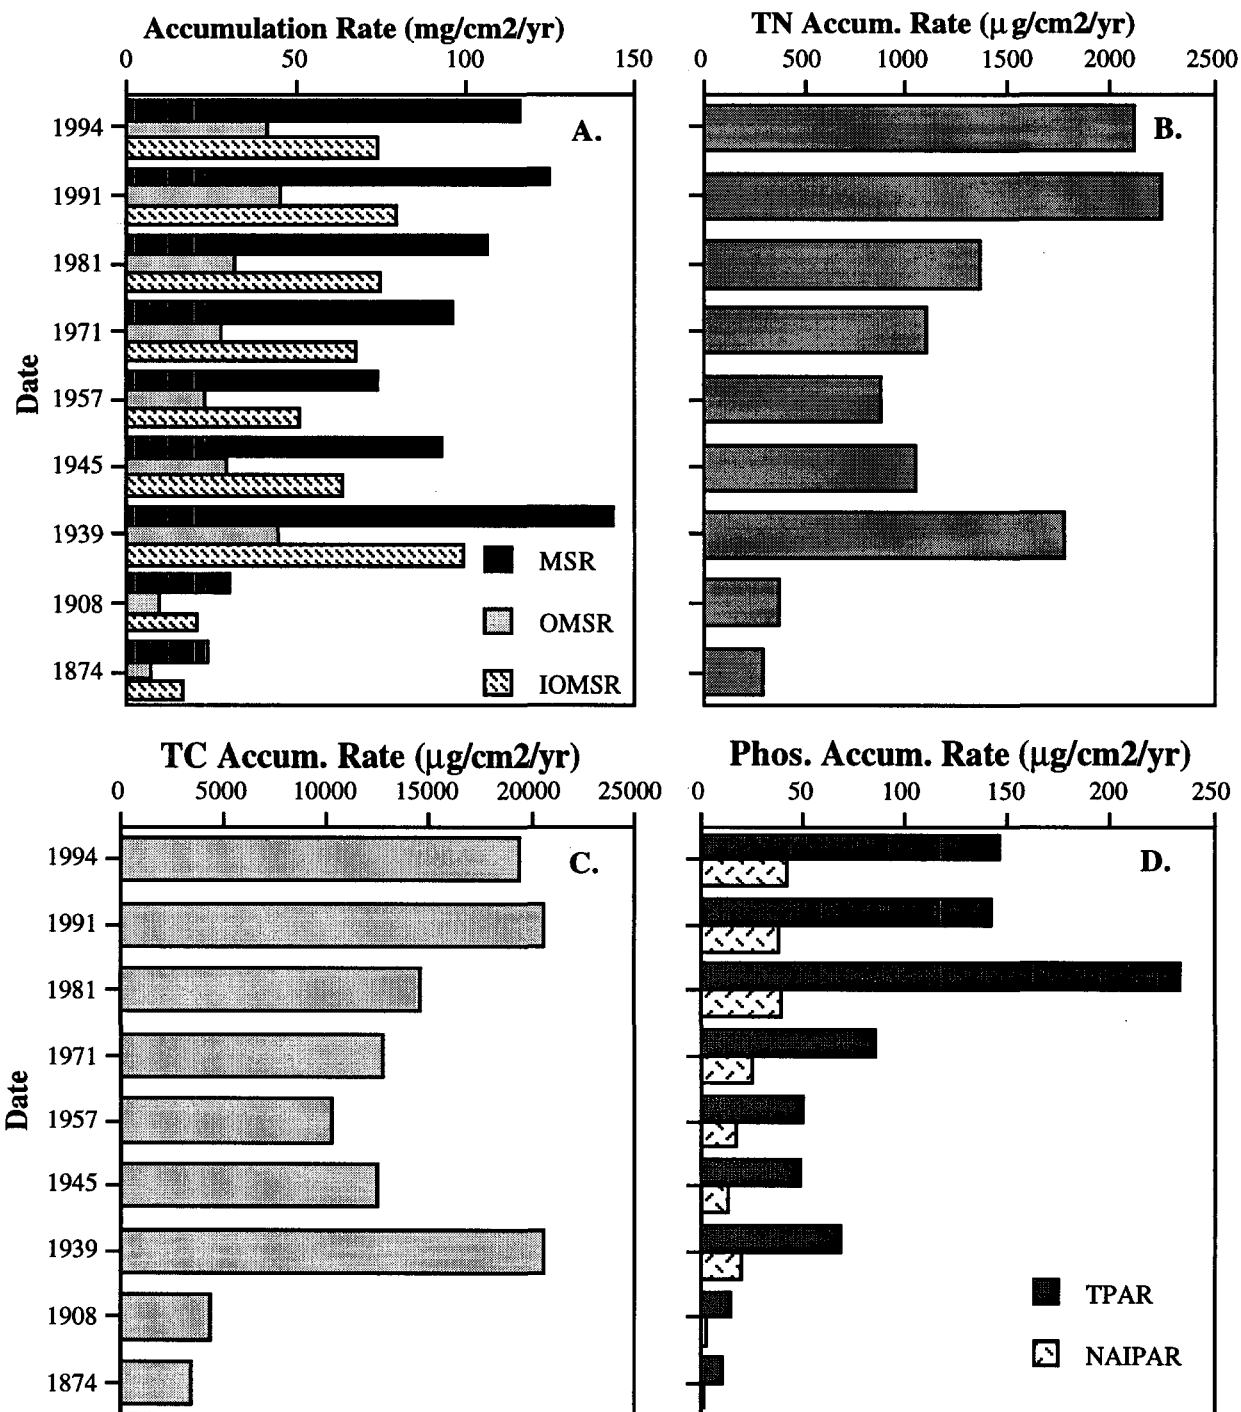 Accumulation Rate (mg/cm2/yr)
0 50 100 150
A.
Date
1994
1991
1981
1971
1957
1945
1939
1908
1874
MSR
OMSR
IOMSR
TN Accum. Rate (μg/cm2/yr)
0 500 1000 1500 2000 2500
B.
TC Accum. Rate (μg/cm2/yr)
0 5000 10000 15000 20000 25000
C.
Date
1994
1991
1981
1971
1957
1945
1939
1908
1874
Phos. Accum. Rate (μg/cm2/yr)
0 50 100 150 200 250
D.
TPAR
NAIPAR